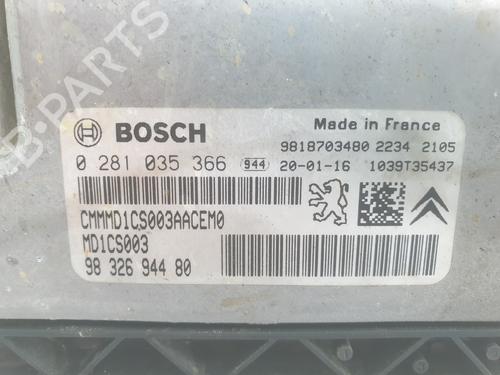 B-PARTS
BOSCH
Made in France
9818703480 2234 2105
0 281 035 366 944 20-01-16 1039T35437
CMMMD1CS003AACEM0
MD1CS003
98 326 944 80